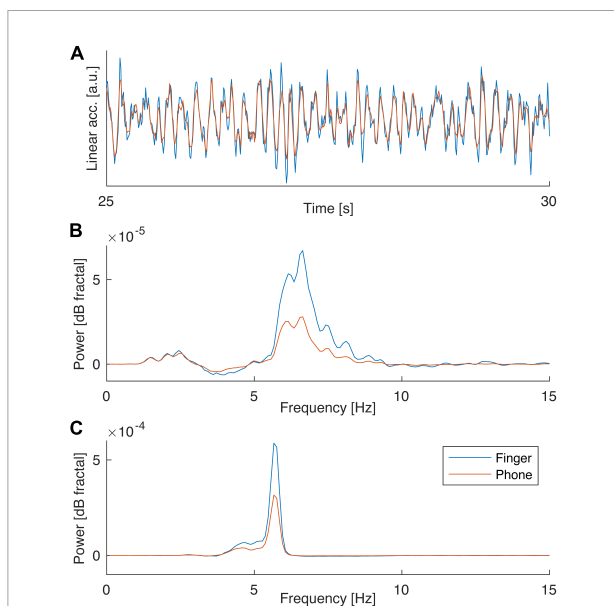 A
Linear acc. [a.u.]
25
30
Time [s]
B
×10⁻⁵
5
0
Power [dB fractal]
0
5
10
15
Frequency [Hz]
C
×10⁻⁴
5
0
Power [dB fractal]
Finger
Phone
0
5
10
15
Frequency [Hz]